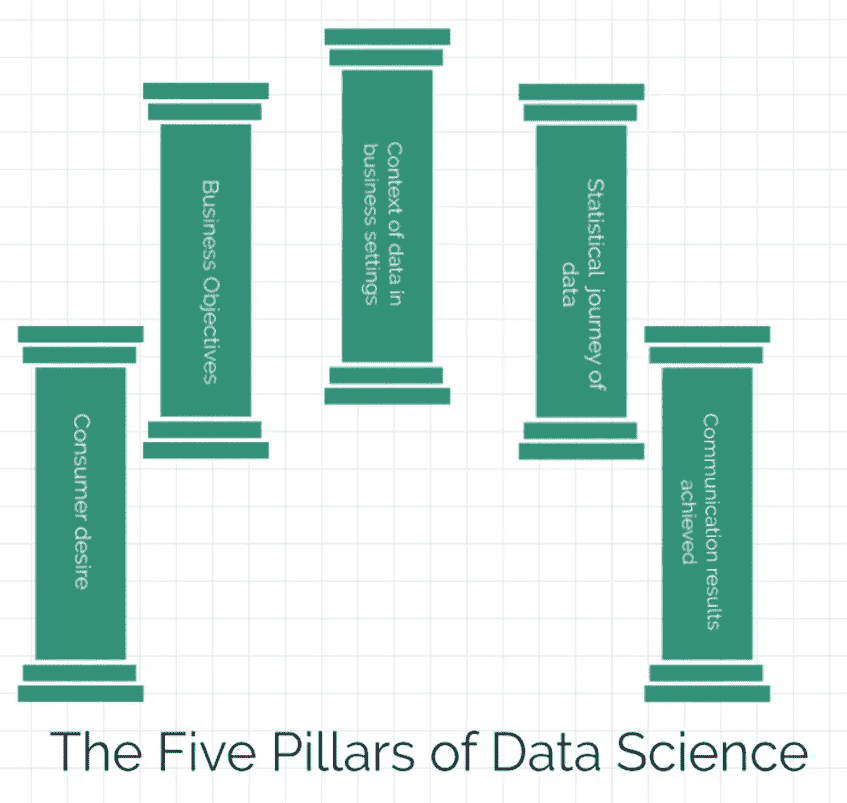 Consumer desire
Business Objectives
Context of data in
business settings
Statistical journey of
data
Communication results
achieved
The Five Pillars of Data Science